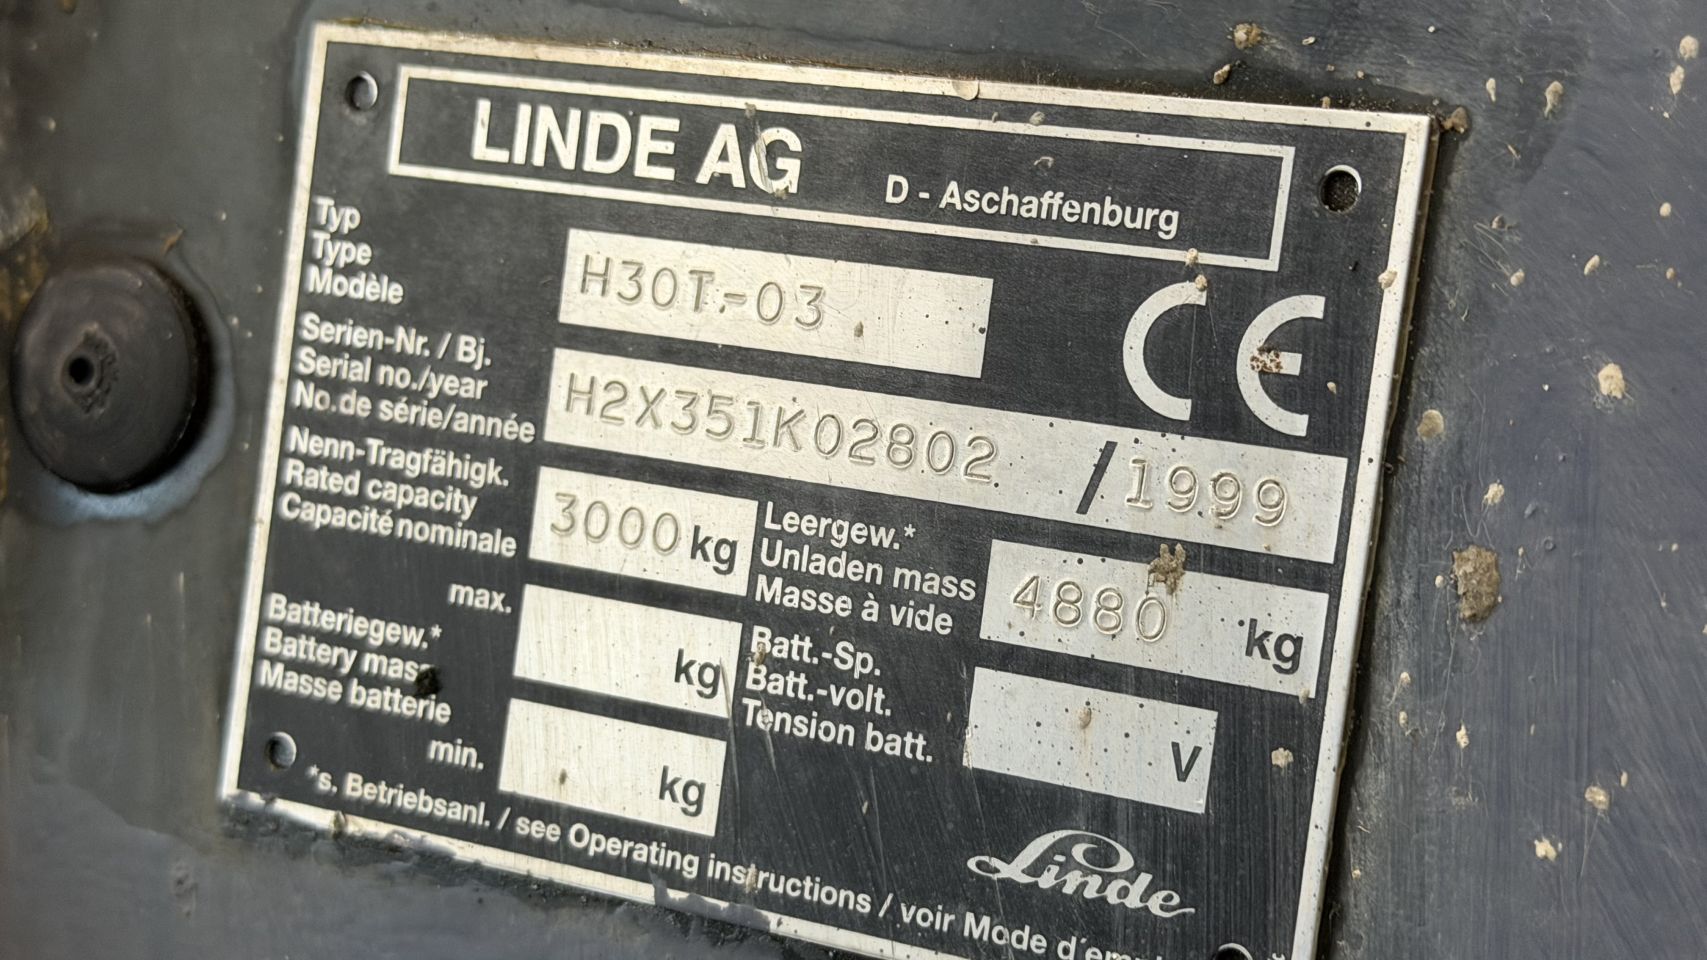 LINDE AG
D - Aschaffenburg
Typ
Type
Modèle
H30T-03
CE
Serien-Nr. / Bj.
Serial no./year
No.de série/année
H2X351K02802 / 1999
Nenn-Tragfähigk.
Rated capacity
Capacité nominale
3000 kg
Leergew.*
Unladen mass
Masse à vide
4880 kg
max.
Batteriegew.*
Battery mass
Masse batterie
min.
kg
kg
Batt.-Sp.
Batt.-volt.
Tension batt.
V
*s. Betriebsanl. / see Operating instructions / voir Mode d'em
Linde